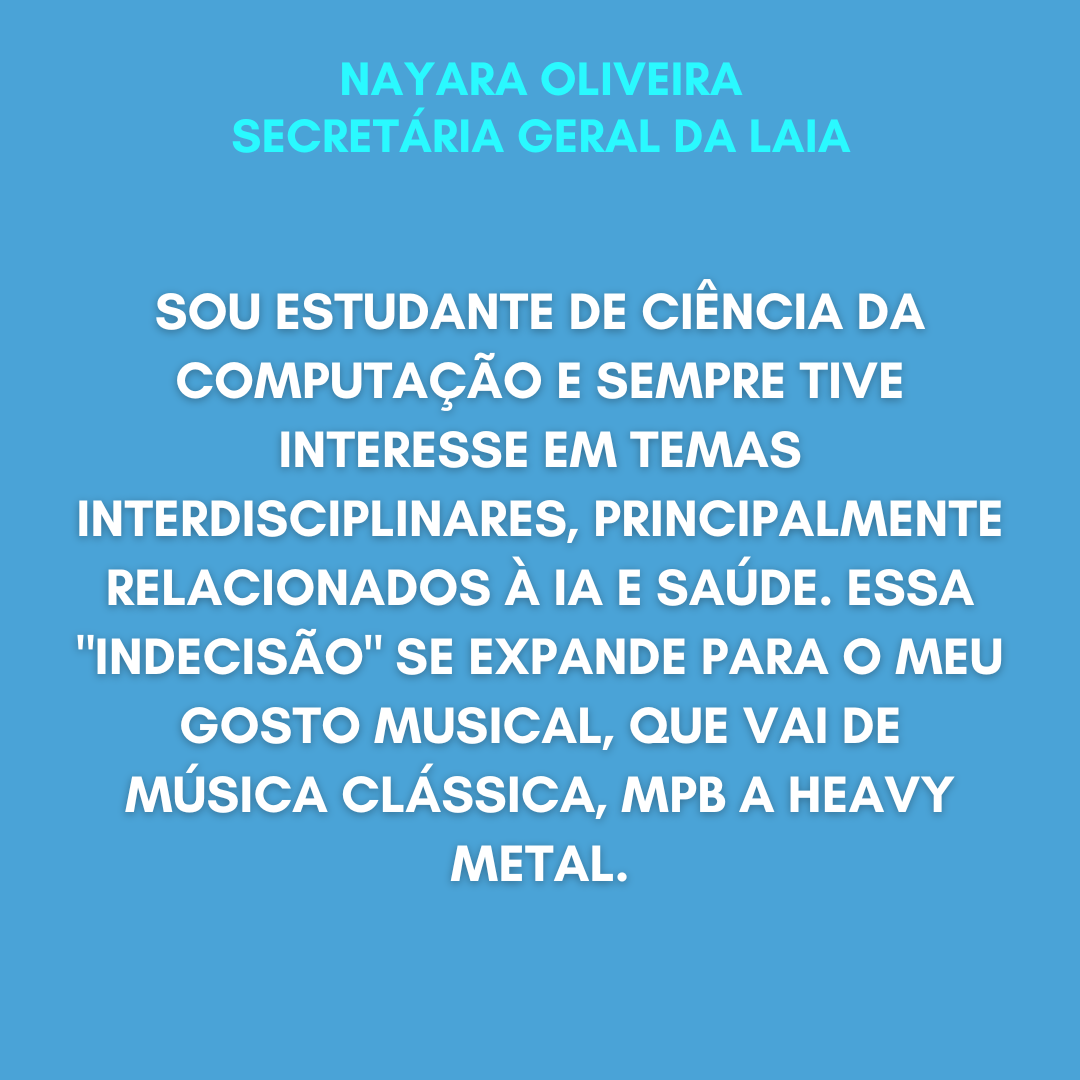 NAYARA OLIVEIRA
SECRETÁRIA GERAL DA LAIA
SOU ESTUDANTE DE CIÊNCIA DA
COMPUTAÇÃO E SEMPRE TIVE
INTERESSE EM TEMAS
INTERDISCIPLINARES, PRINCIPALMENTE
RELACIONADOS À IA E SAÚDE. ESSA
"INDECISÃO" SE EXPANDE PARA O MEU
GOSTO MUSICAL, QUE VAI DE
MÚSICA CLÁSSICA, MPB A HEAVY
METAL.